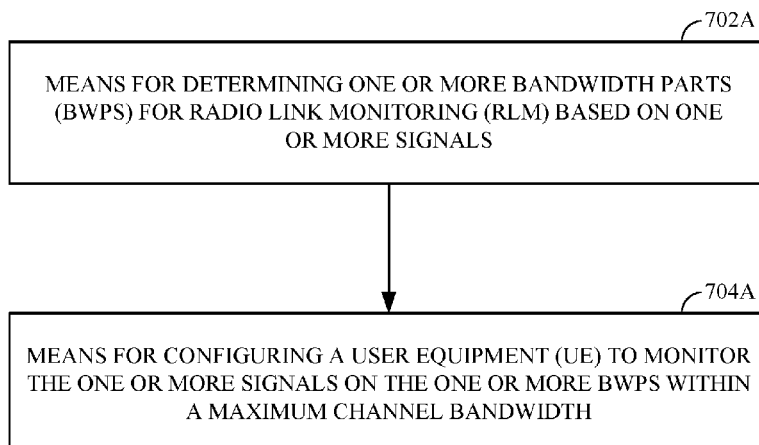 702A
MEANS FOR DETERMINING ONE OR MORE BANDWIDTH PARTS
(BWPS) FOR RADIO LINK MONITORING (RLM) BASED ON ONE
OR MORE SIGNALS
704A
MEANS FOR CONFIGURING A USER EQUIPMENT (UE) TO MONITOR
THE ONE OR MORE SIGNALS ON THE ONE OR MORE BWPS WITHIN
A MAXIMUM CHANNEL BANDWIDTH